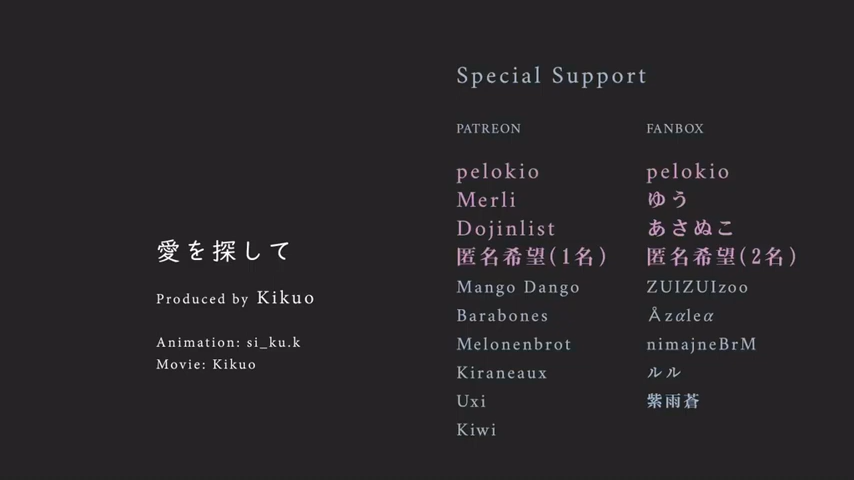 愛を探して
Produced by Kikuo
Animation: si_ku.k
Movie: Kikuo
Special Support
PATREON
pelokio
Merli
Dojinlist
匿名希望(1名)
Mango Dango
Barabones
Melonenbrot
Kiraneaux
Uxi
Kiwi
FANBOX
pelokio
ゆう
あさぬこ
匿名希望(2名)
ZUIZUIzoo
Åzαleα
nimajneBrM
ルル
紫雨蒼